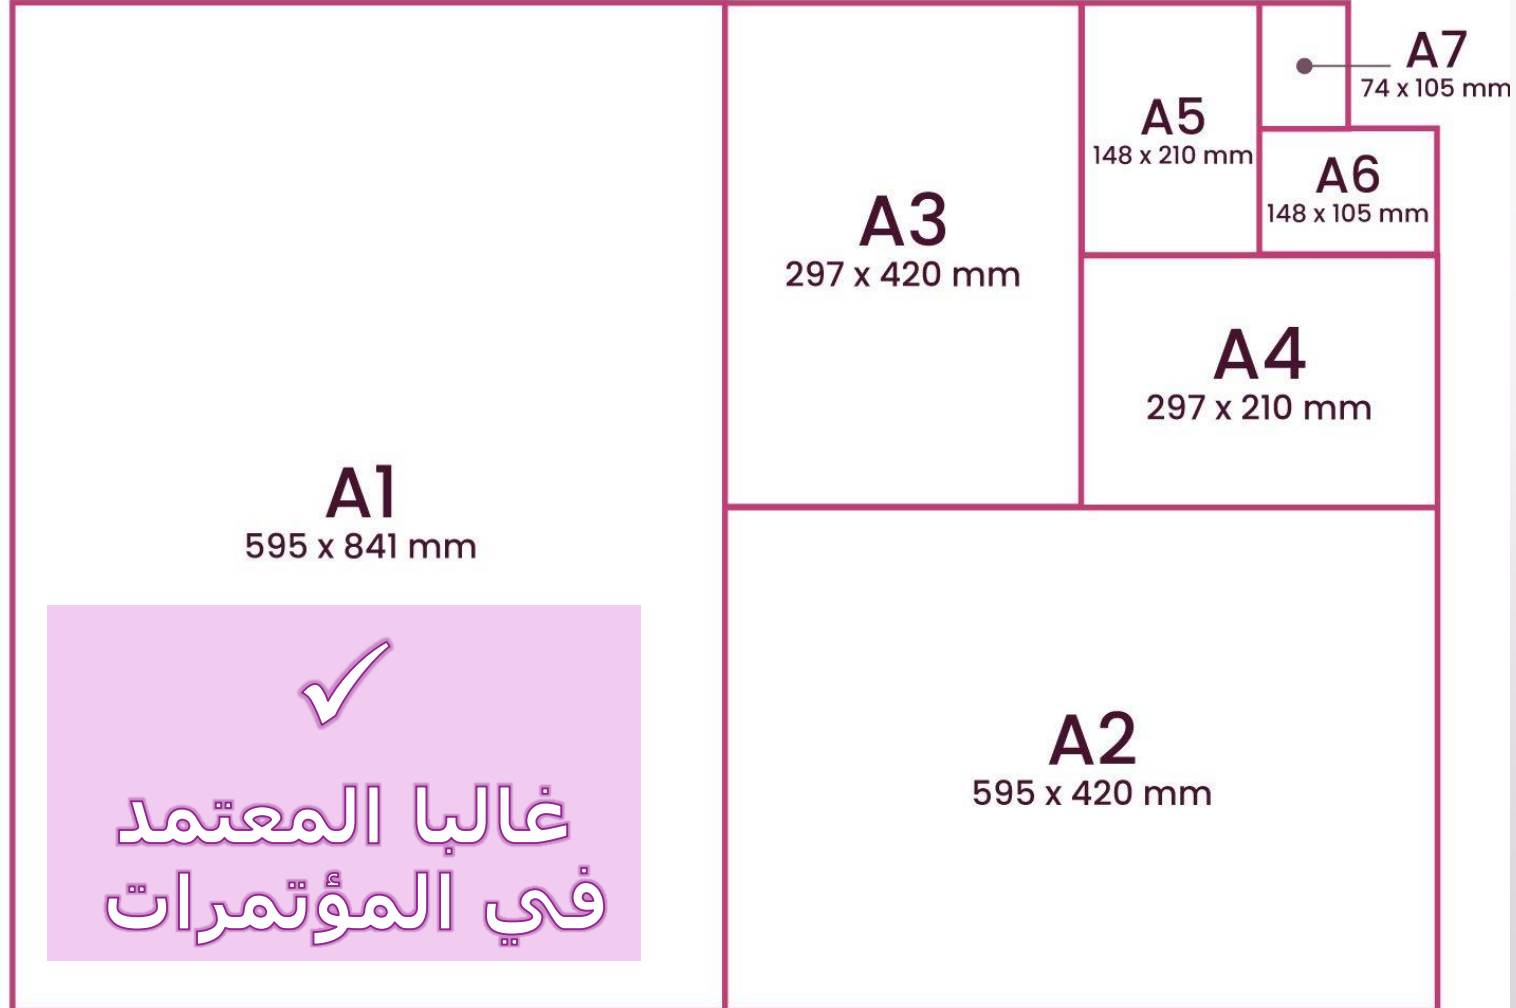 A1
595 x 841 mm
✓
غالبا المعتمد
في المؤتمرات
A3
297 x 420 mm
A5
148 x 210 mm
A7
74 x 105 mm
A6
148 x 105 mm
A4
297 x 210 mm
A2
595 x 420 mm